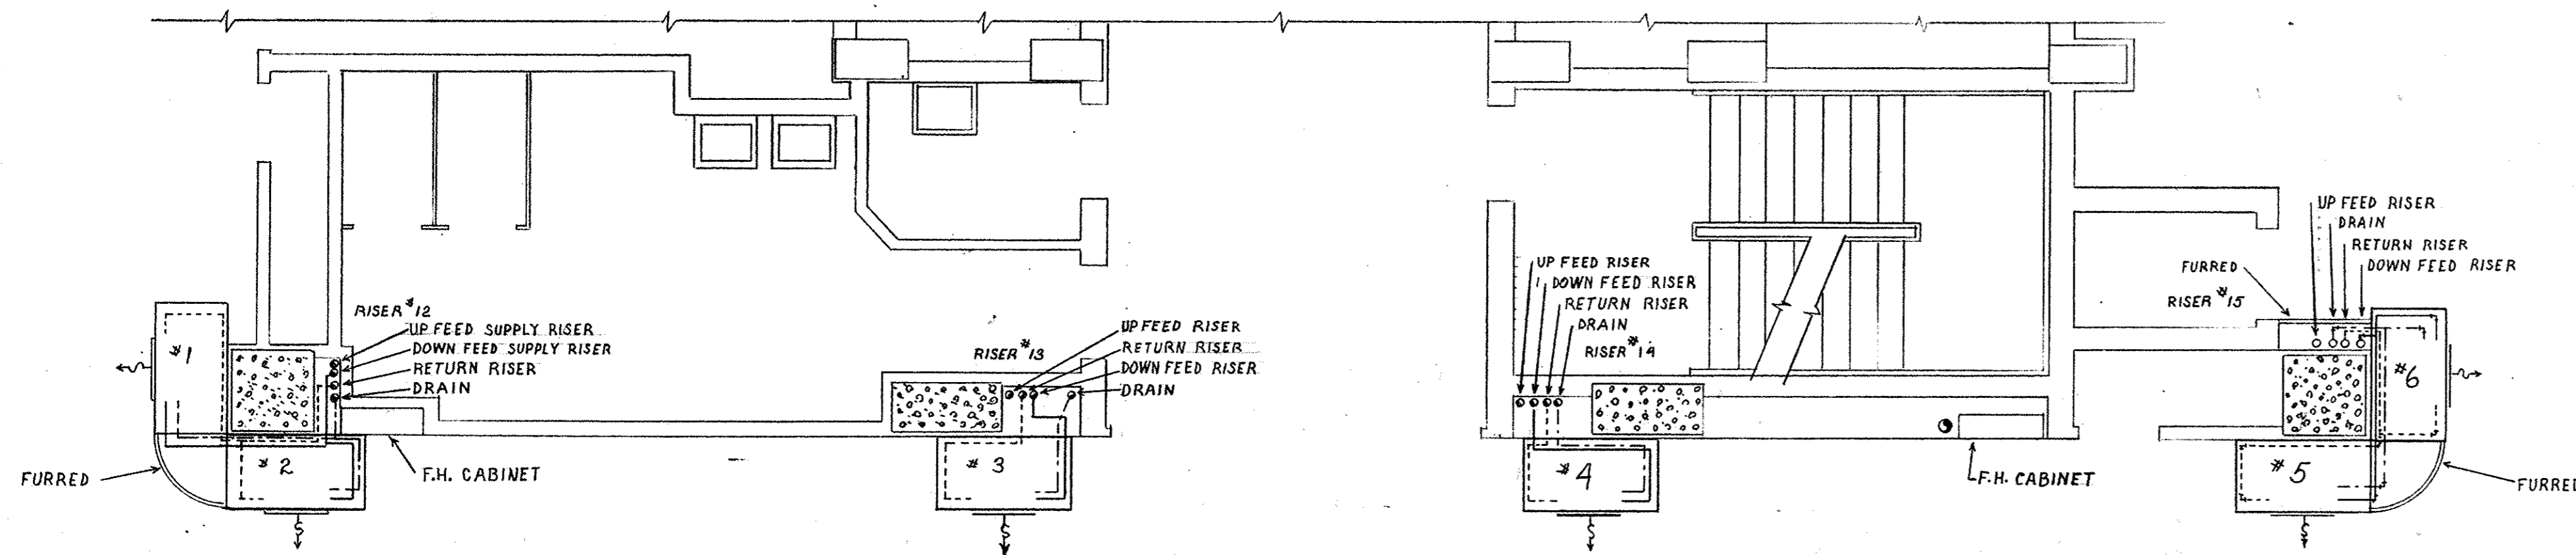 RISER #12
UP FEED SUPPLY RISER
DOWN FEED SUPPLY RISER
RETURN RISER
DRAIN
#1
#2
FURRED
F.H. CABINET
RISER #13
UP FEED RISER
RETURN RISER
DOWN FEED RISER
DRAIN
#3
UP FEED RISER
DOWN FEED RISER
RETURN RISER
DRAIN
RISER #14
#4
F.H. CABINET
UP FEED RISER
DRAIN
RETURN RISER
DOWN FEED RISER
FURRED
RISER #15
#6
#5
FURRED
S
S
S
S